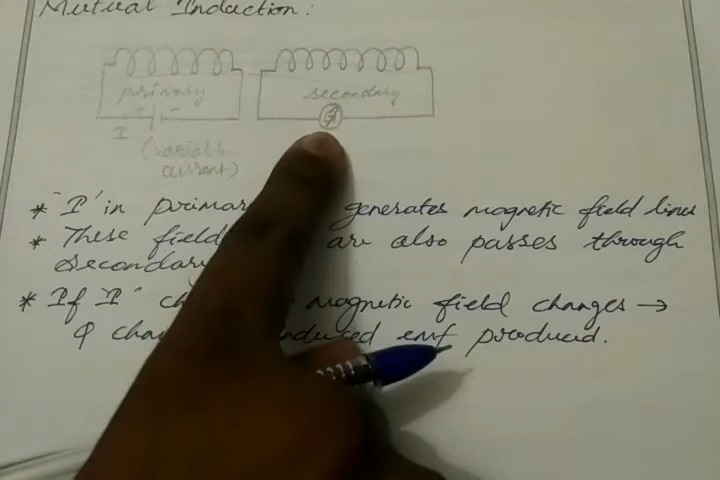 Mutual Induction:
primary secondary
+ -
I G
(variable
current)
* "I" in primar generates magnetic field lines
* These field are also passes through
secondary
* If "I" ch magnetic field changes →
φ cha induced emf produced.